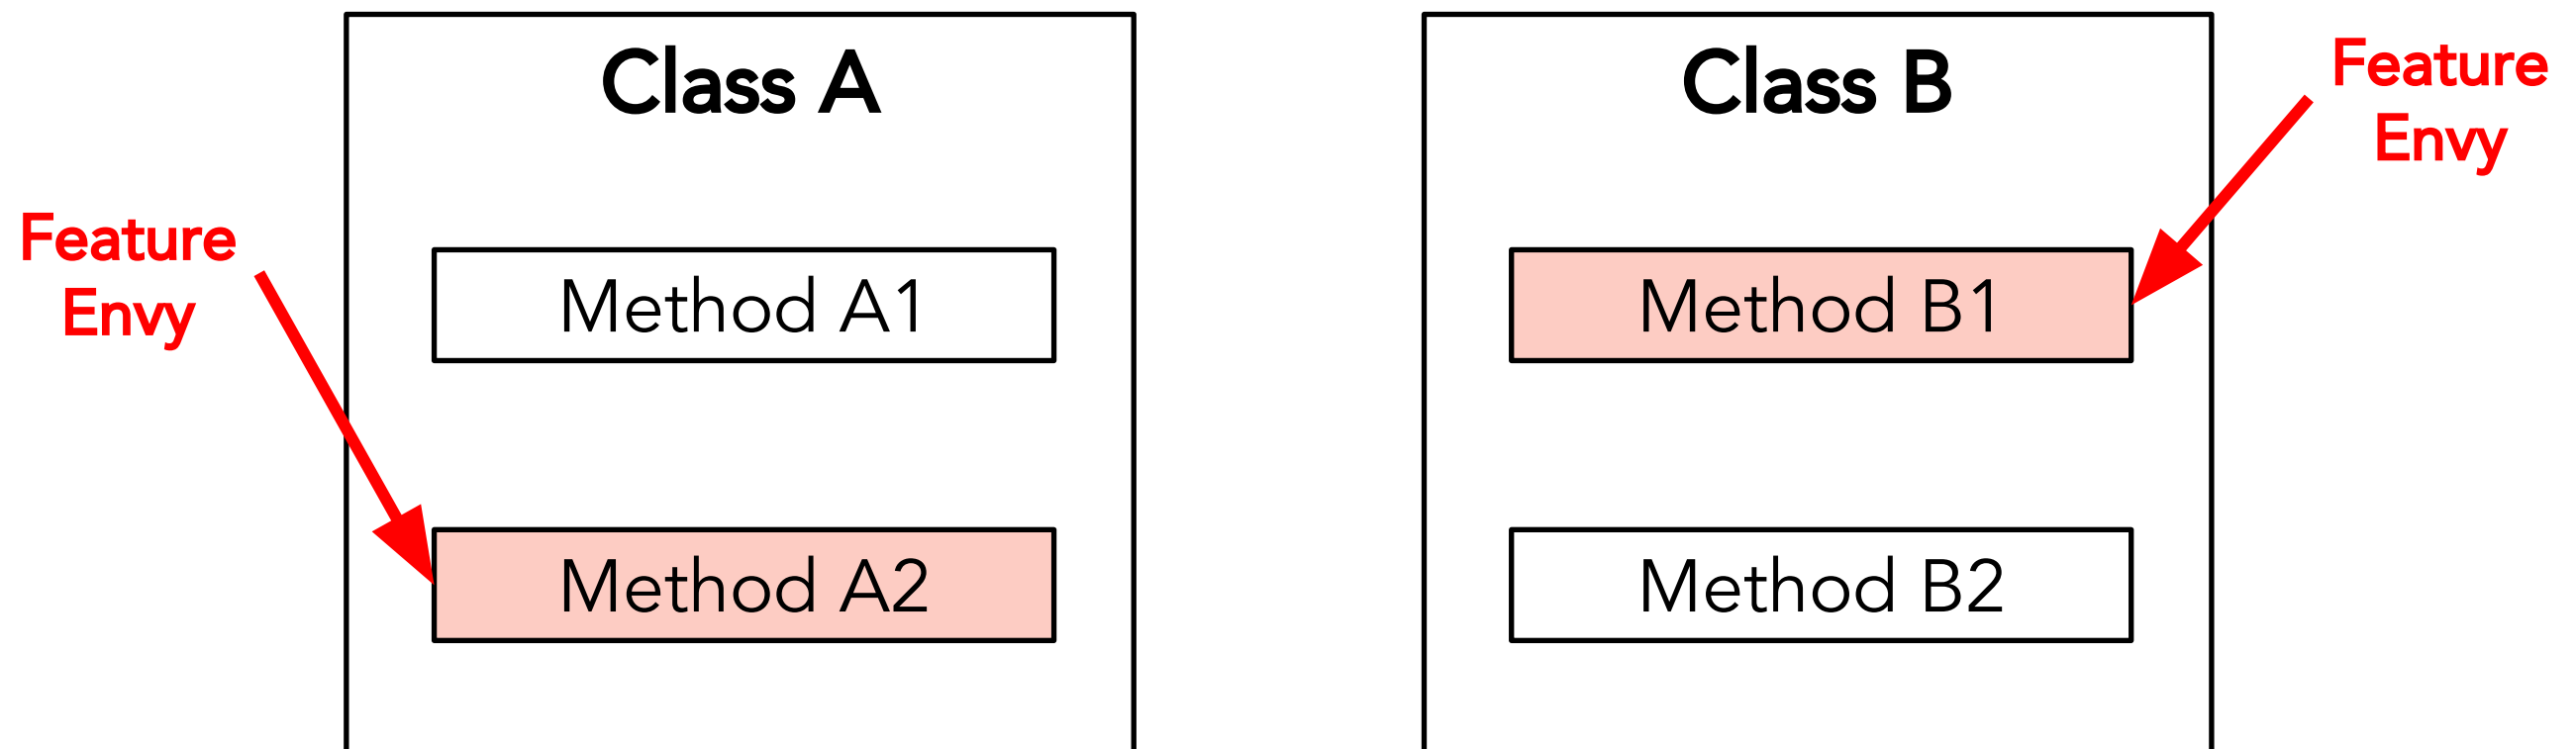 Class A
Class B
Feature
Envy
Feature
Envy
Method A1
Method B1
Method A2
Method B2